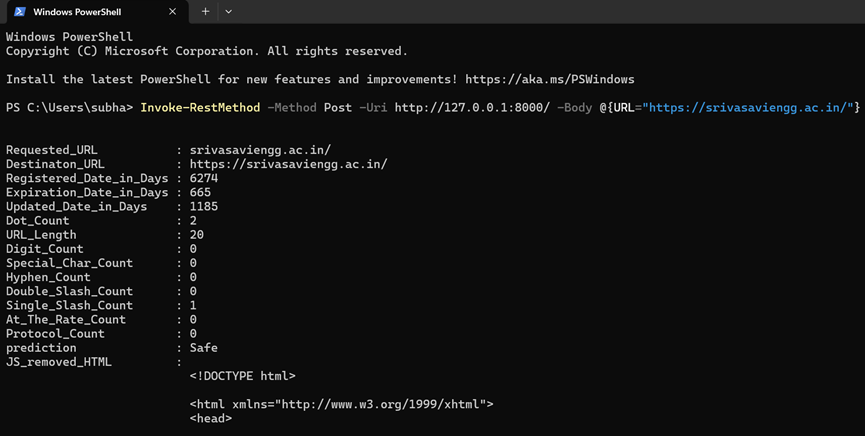 Windows PowerShell
Windows PowerShell
Copyright (C) Microsoft Corporation. All rights reserved.
Install the latest PowerShell for new features and improvements! https://aka.ms/PSWindows
PS C:\Users\subha> Invoke-RestMethod -Method Post -Uri http://127.0.0.1:8000/ -Body @{URL="https://srivasaviengg.ac.in/"}
Requested_URL : srivasaviengg.ac.in/
Destinaton_URL : https://srivasaviengg.ac.in/
Registered_Date_in_Days : 6274
Expiration_Date_in_Days : 665
Updated_Date_in_Days : 1185
Dot_Count : 2
URL_Length : 20
Digit_Count : 0
Special_Char_Count : 0
Hyphen_Count : 0
Double_Slash_Count : 0
Single_Slash_Count : 1
At_The_Rate_Count : 0
Protocol_Count : 0
prediction : Safe
JS_removed_HTML :
<!DOCTYPE html>
<html xmlns="http://www.w3.org/1999/xhtml">
<head>